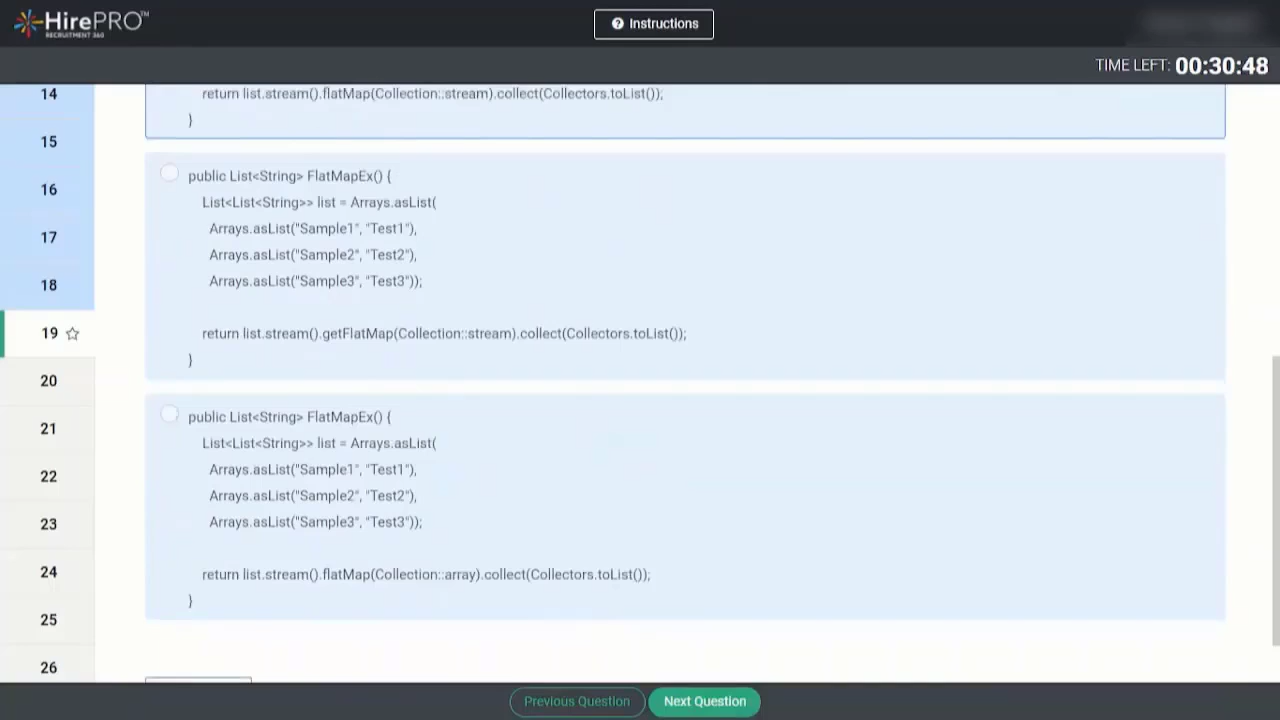 HirePRO™
RECRUITMENT 360
Instructions
TIME LEFT: 00:30:48
14
15
16
17
18
19
20
21
22
23
24
25
26
return list.stream().flatMap(Collection::stream).collect(Collectors.toList());
}
public List<String> FlatMapEx() {
List<List<String>> list = Arrays.asList(
Arrays.asList("Sample1", "Test1"),
Arrays.asList("Sample2", "Test2"),
Arrays.asList("Sample3", "Test3"));
return list.stream().getFlatMap(Collection::stream).collect(Collectors.toList());
}
public List<String> FlatMapEx() {
List<List<String>> list = Arrays.asList(
Arrays.asList("Sample1", "Test1"),
Arrays.asList("Sample2", "Test2"),
Arrays.asList("Sample3", "Test3"));
return list.stream().flatMap(Collection::array).collect(Collectors.toList());
}
Previous Question
Next Question